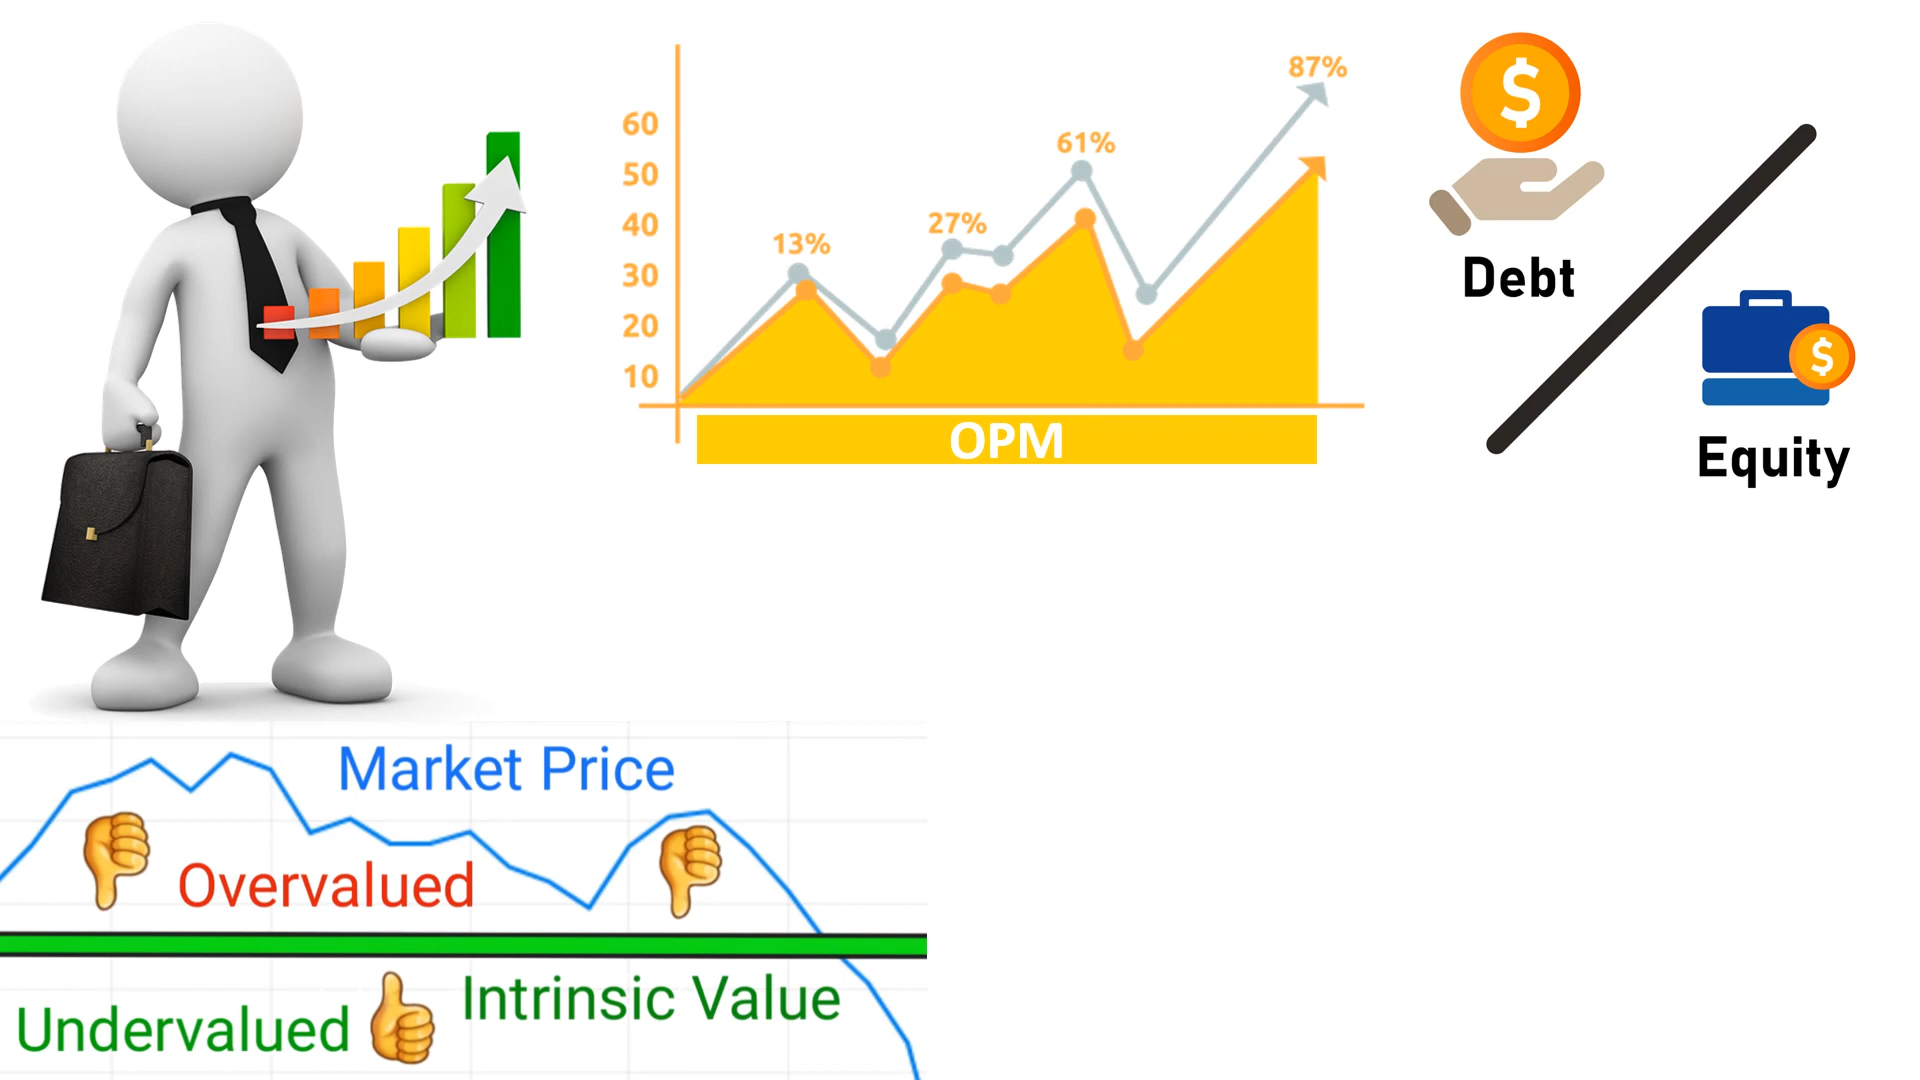 87%
60
61%
50
40
27%
13%
30
20
10
OPM
$
Debt
$
Equity
Market Price
Overvalued
Intrinsic Value
Undervalued